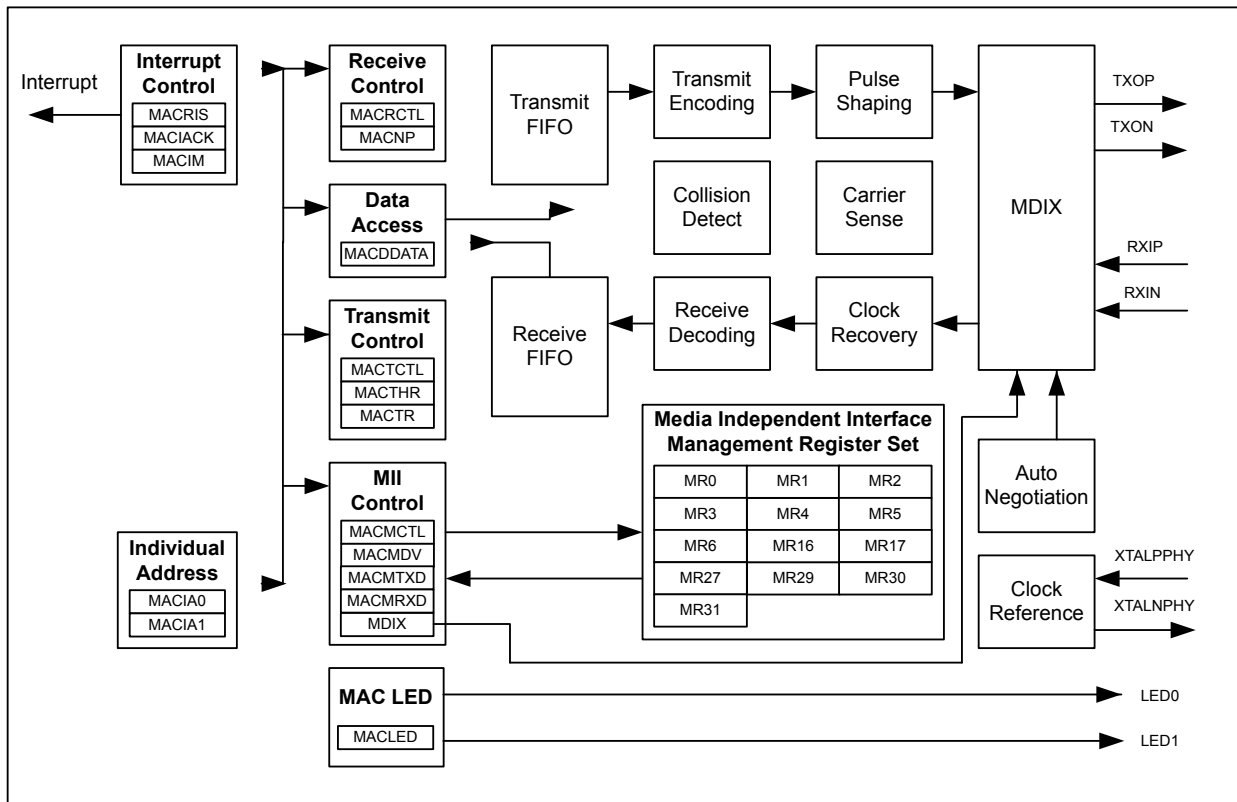 Interrupt
Interrupt
Control
MACRIS
MACIACK
MACIM
Receive
Control
MACRCTL
MACNP
Data
Access
MACDDATA
Transmit
Control
MACTCTL
MACTHR
MACTR
MII
Control
MACMCTL
MACMDV
MACMTXD
MACMRXD
MDIX
Individual
Address
MACIA0
MACIA1
MAC LED
MACLED
Transmit
FIFO
Transmit
Encoding
Pulse
Shaping
Collision
Detect
Carrier
Sense
Receive
FIFO
Receive
Decoding
Clock
Recovery
MDIX
TXOP
TXON
RXIP
RXIN
Media Independent Interface
Management Register Set
MR0 MR1 MR2
MR3 MR4 MR5
MR6 MR16 MR17
MR27 MR29 MR30
MR31
Auto
Negotiation
Clock
Reference
XTALPPHY
XTALNPHY
LED0
LED1